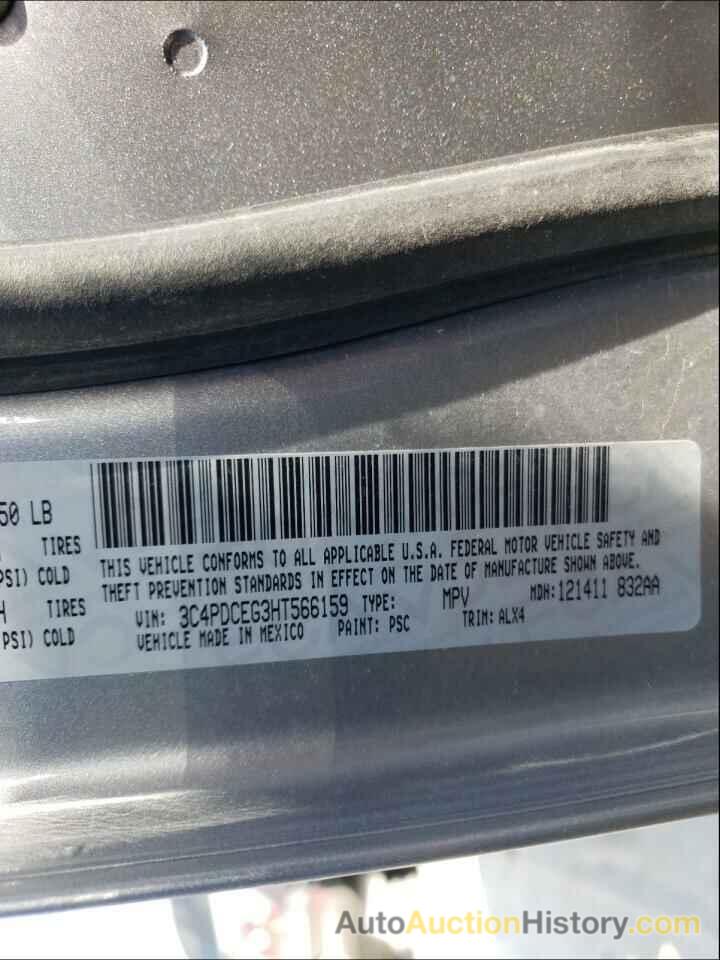 50 LB
TIRES
PSI) COLD
TIRES
PSI) COLD
THIS VEHICLE CONFORMS TO ALL APPLICABLE U.S.A. FEDERAL MOTOR VEHICLE SAFETY AND
THEFT PREVENTION STANDARDS IN EFFECT ON THE DATE OF MANUFACTURE SHOWN ABOVE.
VIN: 3C4PDCEG3HT566159 TYPE: MPV MDH:121411 832AA
VEHICLE MADE IN MEXICO PAINT: PSC TRIM: ALX4
AutoAuctionHistory.com